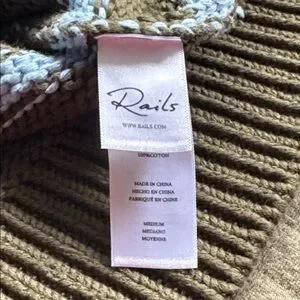 Rails
WWW.RAILS.COM
100%COTTON
MADE IN CHINA
HECHO EN CHINA
FABRIQUÉ EN CHINE
MEDIUM
MEDIANO
MOYENNE